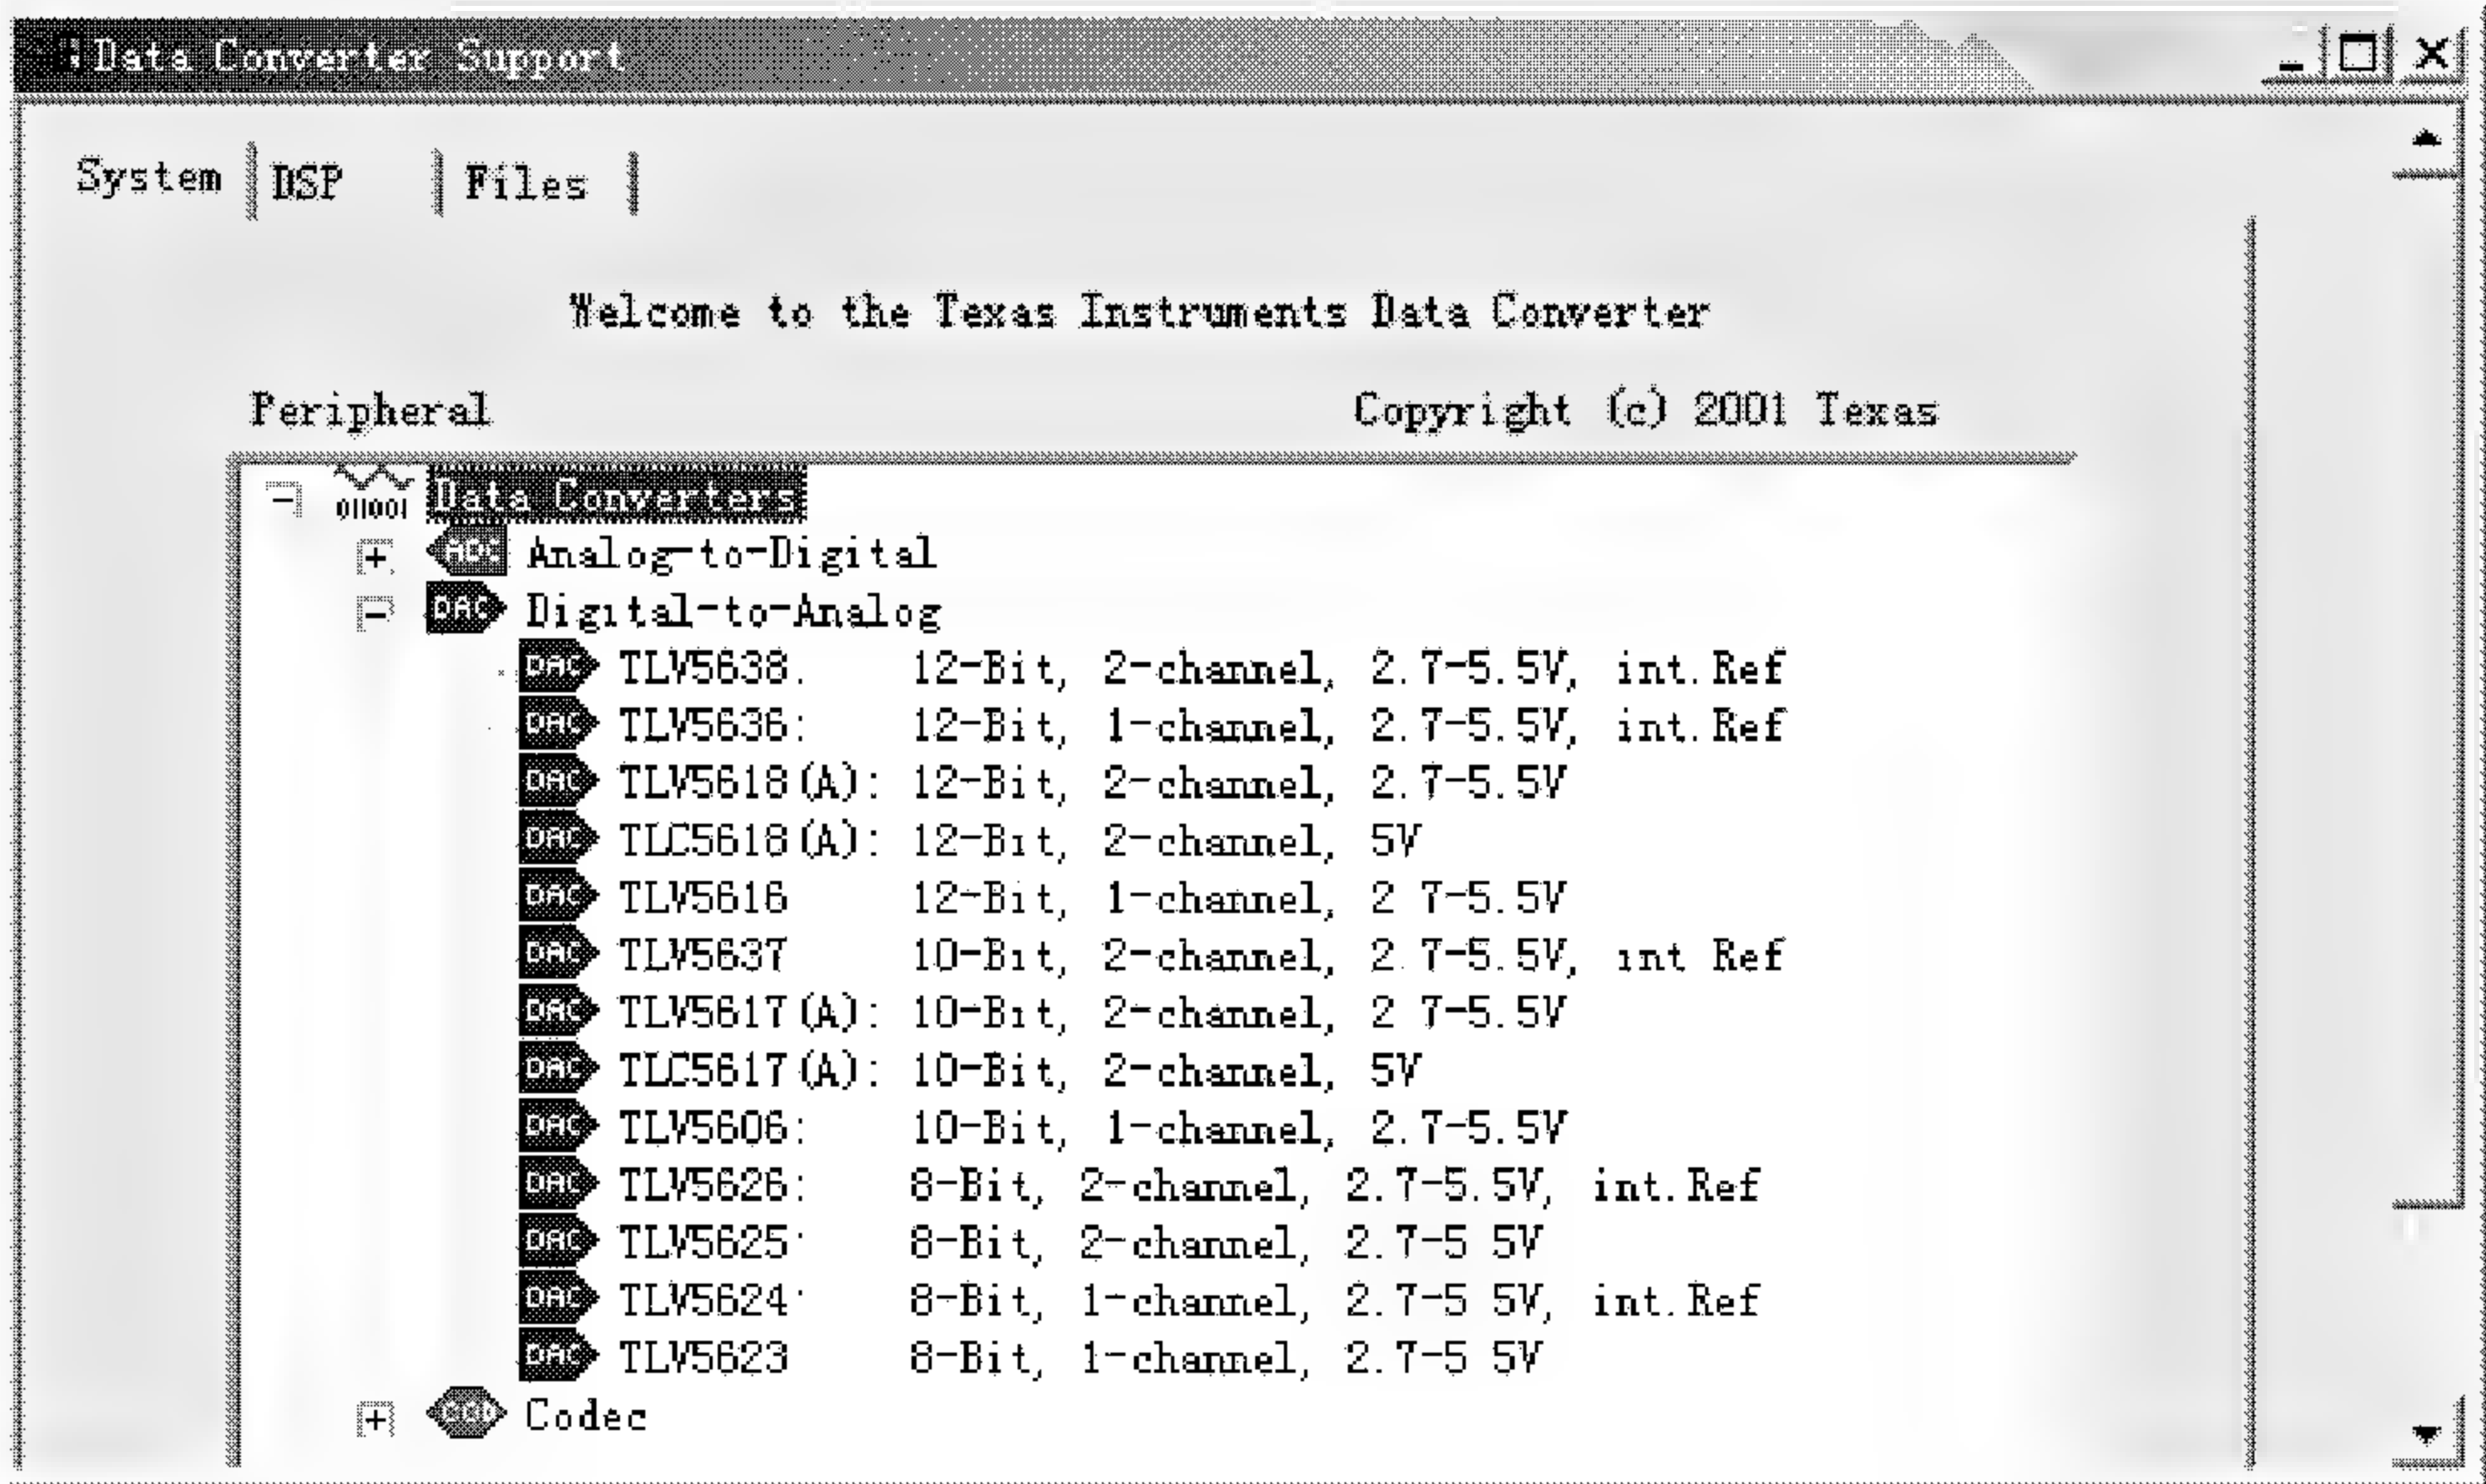 Data Converter Support
System DSP Files
Welcome to the Texas Instruments Data Converter
Peripheral Copyright (c) 2001 Texas
011001 Data Converters
ADC Analog-to-Digital
DAC Digital-to-Analog
DAC TLV5638. 12-Bit, 2-channel, 2.7-5.5V, int.Ref
DAC TLV5636: 12-Bit, 1-channel, 2.7-5.5V, int.Ref
DAC TLV5618(A): 12-Bit, 2-channel, 2.7-5.5V
DAC TLC5618(A): 12-Bit, 2-channel, 5V
DAC TLV5616 12-Bit, 1-channel, 2 7-5.5V
DAC TLV5637 10-Bit, 2-channel, 2.7-5.5V, int Ref
DAC TLV5617(A): 10-Bit, 2-channel, 2 7-5.5V
DAC TLC5617(A): 10-Bit, 2-channel, 5V
DAC TLV5606: 10-Bit, 1-channel, 2.7-5.5V
DAC TLV5626: 8-Bit, 2-channel, 2.7-5.5V, int.Ref
DAC TLV5625: 8-Bit, 2-channel, 2.7-5 5V
DAC TLV5624: 8-Bit, 1-channel, 2.7-5 5V, int.Ref
DAC TLV5623 8-Bit, 1-channel, 2.7-5 5V
Codec